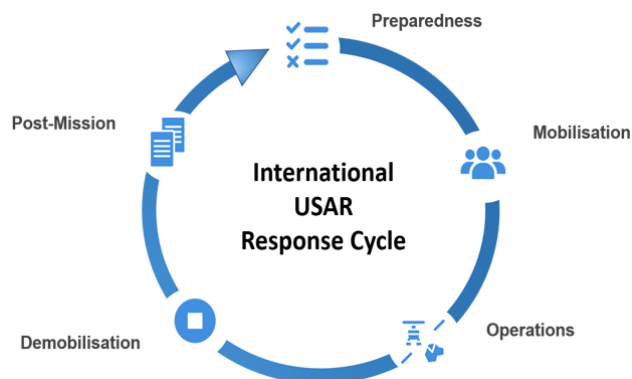 Preparedness
Post-Mission
Mobilisation
International
USAR
Response Cycle
Operations
Demobilisation